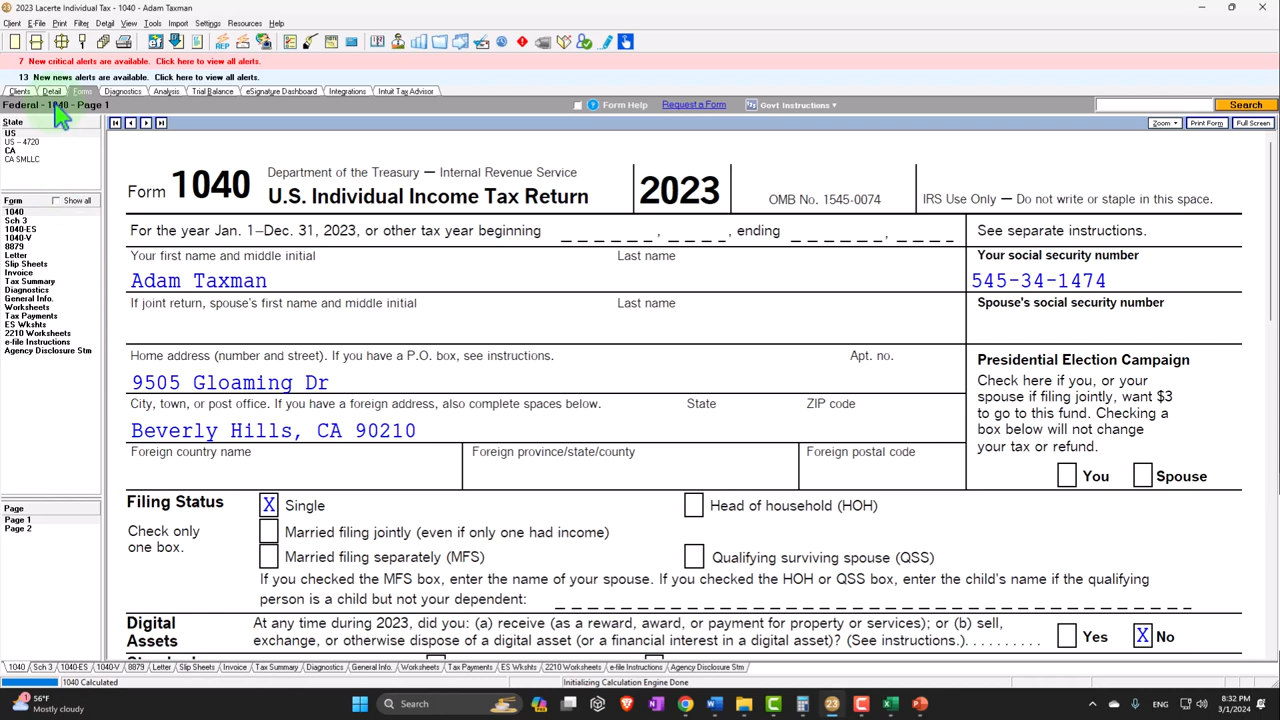 2023 Lacerte Individual Tax - 1040 - Adam Taxman
Client E-File Print Filter Detail View Tools Import Settings Resources Help
7 New critical alerts are available. Click here to view all alerts.
13 New news alerts are available. Click here to view all alerts.
Clients Detail Forms Diagnostics Analysis Trial Balance eSignature Dashboard Integrations Intuit Tax Advisor
Federal - 1040 - Page 1 Form Help Request a Form Govt Instructions Search
State
US
US - 4720
CA
CA SMLLC
Form Show all
1040
Sch 3
1040-ES
1040-V
8879
Letter
Slip Sheets
Invoice
Tax Summary
Diagnostics
General Info.
Worksheets
Tax Payments
ES Wkshts
2210 Worksheets
e-file Instructions
Agency Disclosure Stm
Page
Page 1
Page 2
Zoom Print Form Full Screen
Form 1040
Department of the Treasury — Internal Revenue Service
U.S. Individual Income Tax Return
2023
OMB No. 1545-0074
IRS Use Only — Do not write or staple in this space.
For the year Jan. 1–Dec. 31, 2023, or other tax year beginning , , ending ,
See separate instructions.
Your first name and middle initial Last name Your social security number
Adam Taxman 545-34-1474
If joint return, spouse's first name and middle initial Last name Spouse's social security number
Home address (number and street). If you have a P.O. box, see instructions. Apt. no.
9505 Gloaming Dr
City, town, or post office. If you have a foreign address, also complete spaces below. State ZIP code
Beverly Hills, CA 90210
Foreign country name Foreign province/state/county Foreign postal code
Presidential Election Campaign
Check here if you, or your
spouse if filing jointly, want $3
to go to this fund. Checking a
box below will not change
your tax or refund.
You Spouse
Filing Status
Check only
one box.
X Single Head of household (HOH)
Married filing jointly (even if only one had income)
Married filing separately (MFS) Qualifying surviving spouse (QSS)
If you checked the MFS box, enter the name of your spouse. If you checked the HOH or QSS box, enter the child's name if the qualifying
person is a child but not your dependent:
Digital
Assets
At any time during 2023, did you: (a) receive (as a reward, award, or payment for property or services); or (b) sell,
exchange, or otherwise dispose of a digital asset (or a financial interest in a digital asset)? (See instructions.) . . . . . . . . . .
Yes X No
1040 Sch 3 1040-ES 1040-V 8879 Letter Slip Sheets Invoice Tax Summary Diagnostics General Info. Worksheets Tax Payments ES Wkshts 2210 Worksheets e-file Instructions Agency Disclosure Stm
1040 Calculated Initializing Calculation Engine Done
56°F
Mostly cloudy
Search
ENG
8:32 PM
3/1/2024